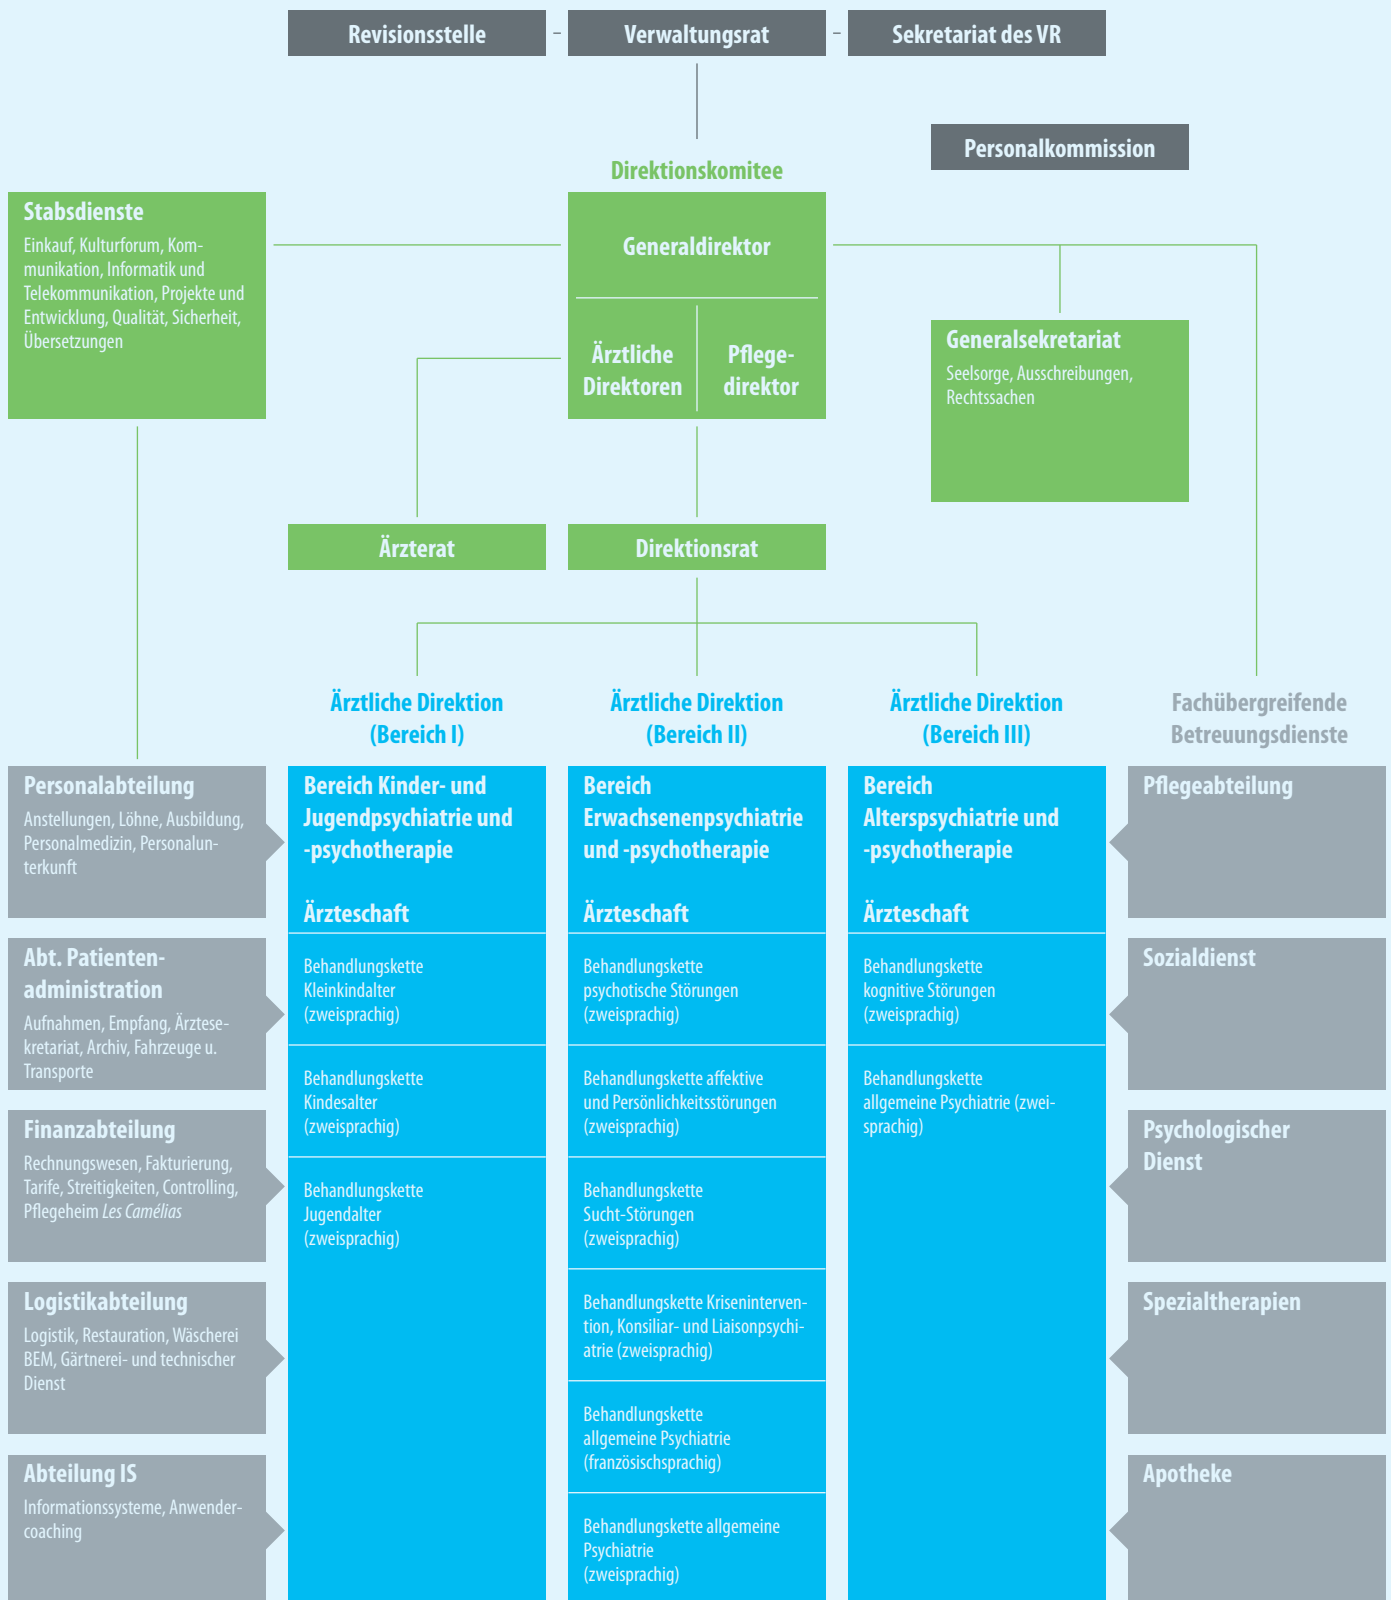 Revisionsstelle
Verwaltungsrat
Sekretariat des VR
Personalkommission
Direktionskomitee
Stabsdienste
Einkauf, Kulturforum, Kom-
munikation, Informatik und
Telekommunikation, Projekte und
Entwicklung, Qualität, Sicherheit,
Übersetzungen
Generaldirektor
Ärztliche
Direktoren
Pflege-
direktor
Generalsekretariat
Seelsorge, Ausschreibungen,
Rechtssachen
Ärzterat
Direktionsrat
Ärztliche Direktion
(Bereich I)
Ärztliche Direktion
(Bereich II)
Ärztliche Direktion
(Bereich III)
Fachübergreifende
Betreuungsdienste
Personalabteilung
Anstellungen, Löhne, Ausbildung,
Personalmedizin, Personalun-
terkunft
Abt. Patienten-
administration
Aufnahmen, Empfang, Ärztese-
kretariat, Archiv, Fahrzeuge u.
Transporte
Finanzabteilung
Rechnungswesen, Fakturierung,
Tarife, Streitigkeiten, Controlling,
Pflegeheim Les Camélias
Logistikabteilung
Logistik, Restauration, Wäscherei
BEM, Gärtnerei- und technischer
Dienst
Abteilung IS
Informationssysteme, Anwender-
coaching
Bereich Kinder- und
Jugendpsychiatrie und
-psychotherapie
Ärzteschaft
Behandlungskette
Kleinkindalter
(zweisprachig)
Behandlungskette
Kindesalter
(zweisprachig)
Behandlungskette
Jugendalter
(zweisprachig)
Bereich
Erwachsenenpsychiatrie
und -psychotherapie
Ärzteschaft
Behandlungskette
psychotische Störungen
(zweisprachig)
Behandlungskette affektive
und Persönlichkeitsstörungen
(zweisprachig)
Behandlungskette
Sucht-Störungen
(zweisprachig)
Behandlungskette Kriseninterven-
tion, Konsiliar- und Liaisonpsychi-
atrie (zweisprachig)
Behandlungskette
allgemeine Psychiatrie
(französischsprachig)
Behandlungskette allgemeine
Psychiatrie
(zweisprachig)
Bereich
Alterspsychiatrie und
-psychotherapie
Ärzteschaft
Behandlungskette
kognitive Störungen
(zweisprachig)
Behandlungskette
allgemeine Psychiatrie (zwei-
sprachig)
Pflegeabteilung
Sozialdienst
Psychologischer
Dienst
Spezialtherapien
Apotheke